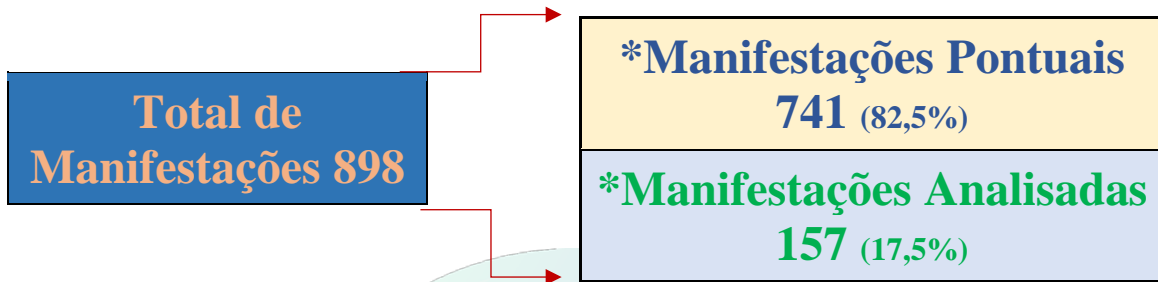 Total de
Manifestações 898
*Manifestações Pontuais
741 (82,5%)
*Manifestações Analisadas
157 (17,5%)